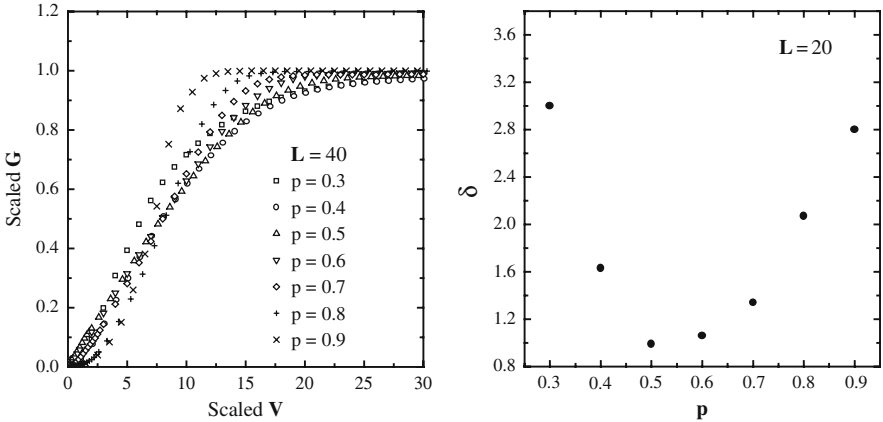 1.2
1.0
0.8
0.6
0.4
0.2
0.0
Scaled G
0 5 10 15 20 25 30
Scaled V
L = 40
p = 0.3
p = 0.4
p = 0.5
p = 0.6
p = 0.7
p = 0.8
p = 0.9
3.6
3.0
2.8
2.4
2.0
1.6
1.2
0.8
δ
L = 20
0.3 0.4 0.5 0.6 0.7 0.8 0.9
p